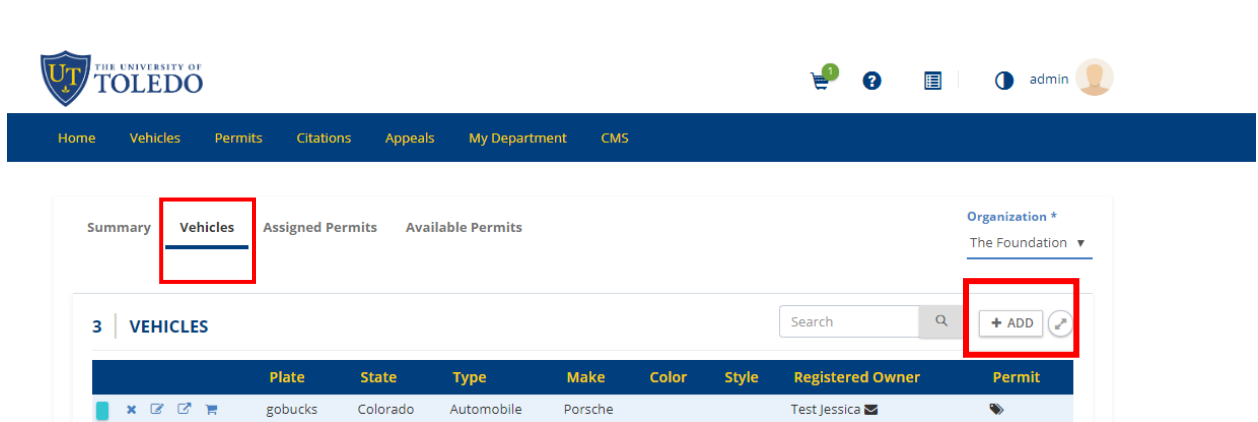 UT THE UNIVERSITY OF
TOLEDO
1
? admin
Home Vehicles Permits Citations Appeals My Department CMS
Summary Vehicles Assigned Permits Available Permits
Organization *
The Foundation ▼
3 VEHICLES
Search
+ ADD
Plate State Type Make Color Style Registered Owner Permit
gobucks Colorado Automobile Porsche Test Jessica